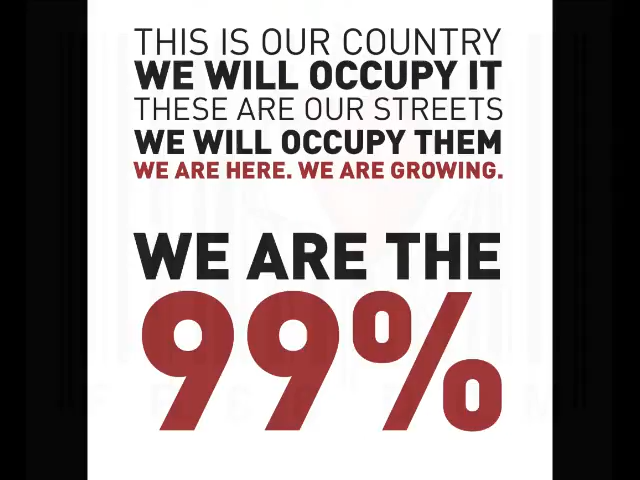 THIS IS OUR COUNTRY
WE WILL OCCUPY IT
THESE ARE OUR STREETS
WE WILL OCCUPY THEM
WE ARE HERE. WE ARE GROWING.
WE ARE THE
99%